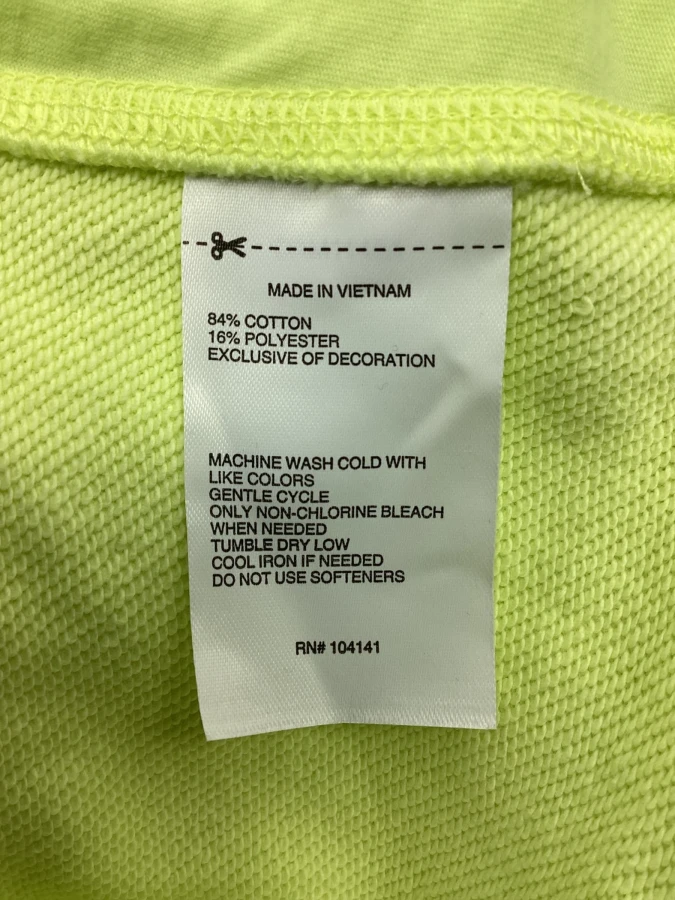 MADE IN VIETNAM
84% COTTON
16% POLYESTER
EXCLUSIVE OF DECORATION
MACHINE WASH COLD WITH
LIKE COLORS
GENTLE CYCLE
ONLY NON-CHLORINE BLEACH
WHEN NEEDED
TUMBLE DRY LOW
COOL IRON IF NEEDED
DO NOT USE SOFTENERS
RN# 104141